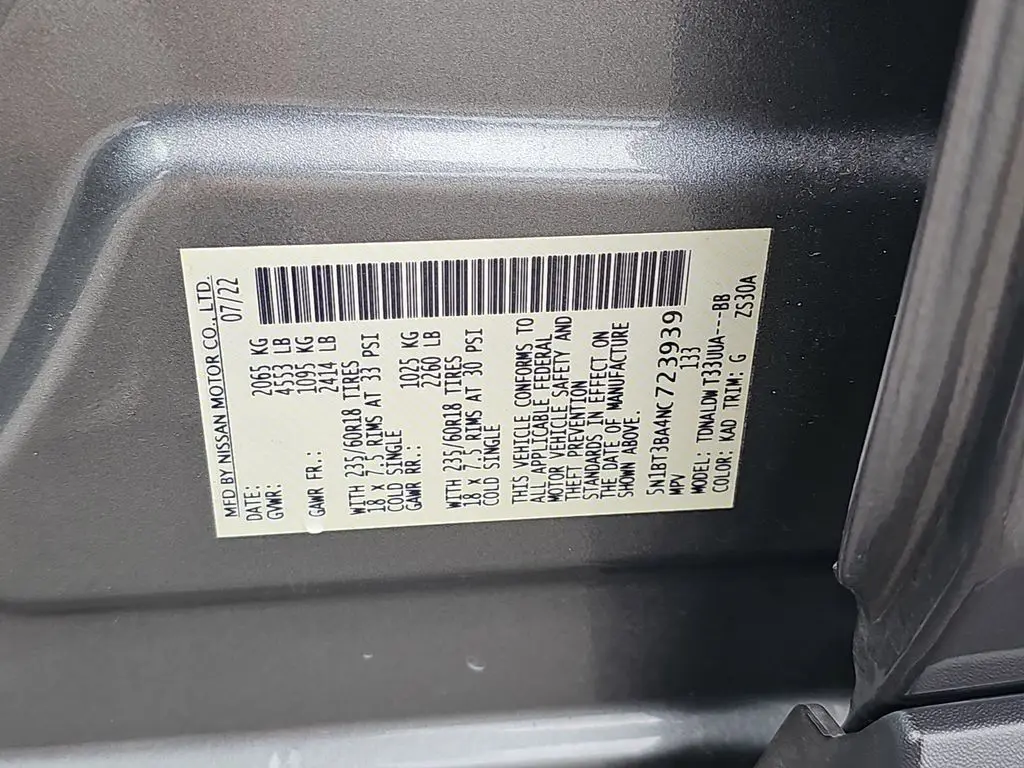 MFD BY NISSAN MOTOR CO., LTD.
DATE: 07/22
GVWR: 2065 KG
4553 LB
GAWR FR.: 1095 KG
2414 LB
WITH 235/60R18 TIRES
18 x 7.5 RIMS AT 33 PSI
COLD SINGLE
GAWR RR.: 1025 KG
2260 LB
WITH 235/60R18 TIRES
18 x 7.5 RIMS AT 30 PSI
COLD SINGLE
THIS VEHICLE CONFORMS TO
ALL APPLICABLE FEDERAL
MOTOR VEHICLE SAFETY AND
THEFT PREVENTION
STANDARDS IN EFFECT ON
THE DATE OF MANUFACTURE
SHOWN ABOVE.
5N1BT3BA4NC723939
MPV 133
MODEL: TDNALDW T33UUA---BB
COLOR: KAD TRIM: G ZS30A